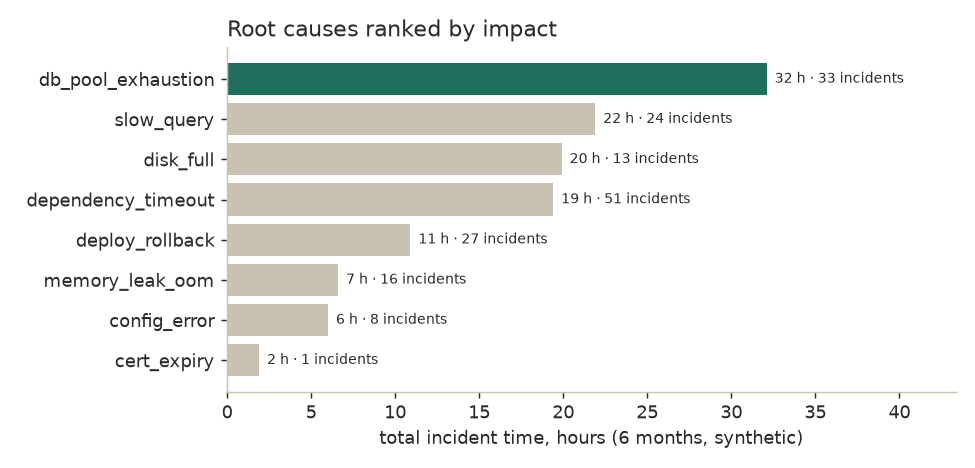 Root causes ranked by impact
db_pool_exhaustion 32 h · 33 incidents
slow_query 22 h · 24 incidents
disk_full 20 h · 13 incidents
dependency_timeout 19 h · 51 incidents
deploy_rollback 11 h · 27 incidents
memory_leak_oom 7 h · 16 incidents
config_error 6 h · 8 incidents
cert_expiry 2 h · 1 incidents
0 5 10 15 20 25 30 35 40
total incident time, hours (6 months, synthetic)